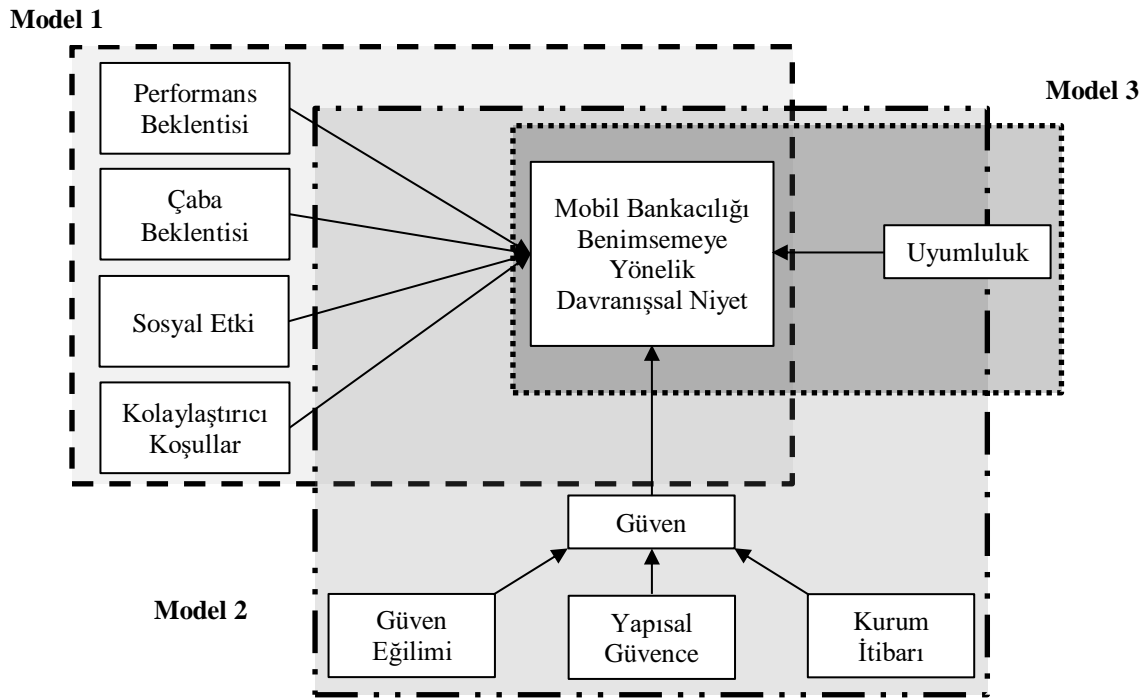 Model 1
Performans
Beklentisi
Çaba
Beklentisi
Sosyal Etki
Kolaylaştırıcı
Koşullar
Mobil Bankacılığı
Benimsemeye
Yönelik
Davranışsal Niyet
Model 3
Uyumluluk
Güven
Model 2
Güven
Eğilimi
Yapısal
Güvence
Kurum
İtibarı